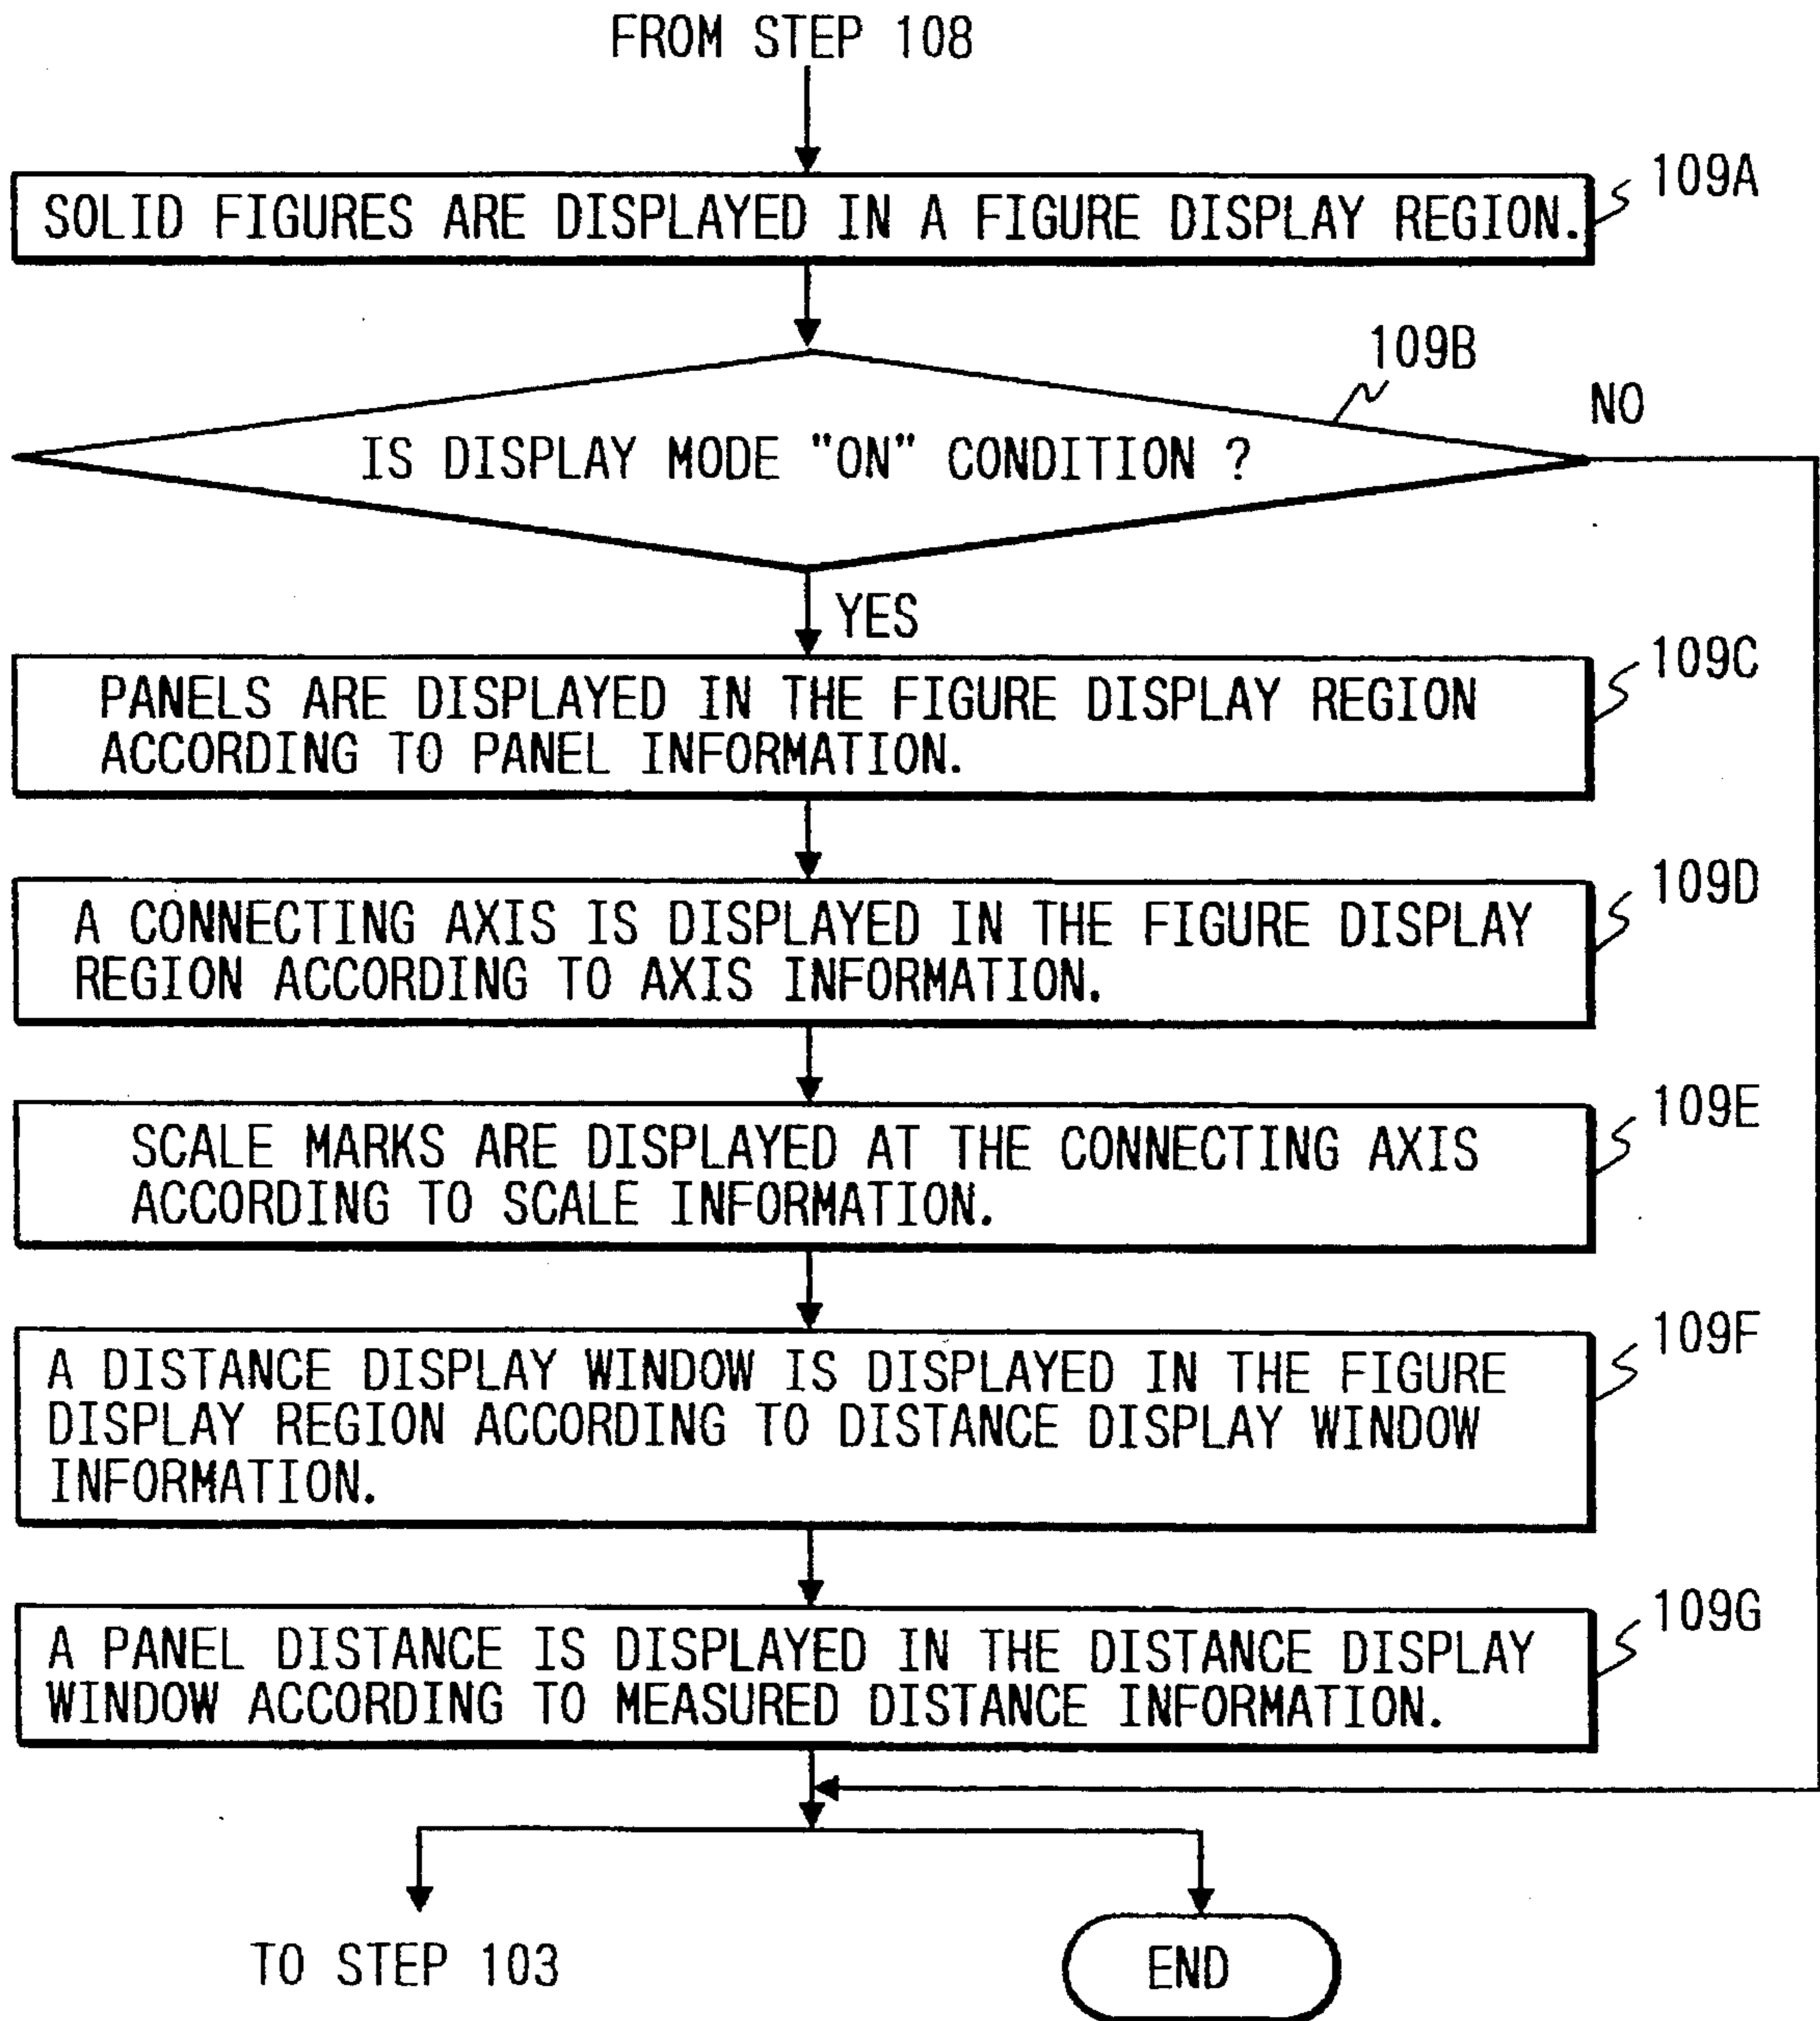 FROM STEP 108
109A
SOLID FIGURES ARE DISPLAYED IN A FIGURE DISPLAY REGION.
109B
NO
IS DISPLAY MODE "ON" CONDITION ?
YES
109C
PANELS ARE DISPLAYED IN THE FIGURE DISPLAY REGION
ACCORDING TO PANEL INFORMATION.
109D
A CONNECTING AXIS IS DISPLAYED IN THE FIGURE DISPLAY
REGION ACCORDING TO AXIS INFORMATION.
109E
SCALE MARKS ARE DISPLAYED AT THE CONNECTING AXIS
ACCORDING TO SCALE INFORMATION.
109F
A DISTANCE DISPLAY WINDOW IS DISPLAYED IN THE FIGURE
DISPLAY REGION ACCORDING TO DISTANCE DISPLAY WINDOW
INFORMATION.
109G
A PANEL DISTANCE IS DISPLAYED IN THE DISTANCE DISPLAY
WINDOW ACCORDING TO MEASURED DISTANCE INFORMATION.
TO STEP 103
END